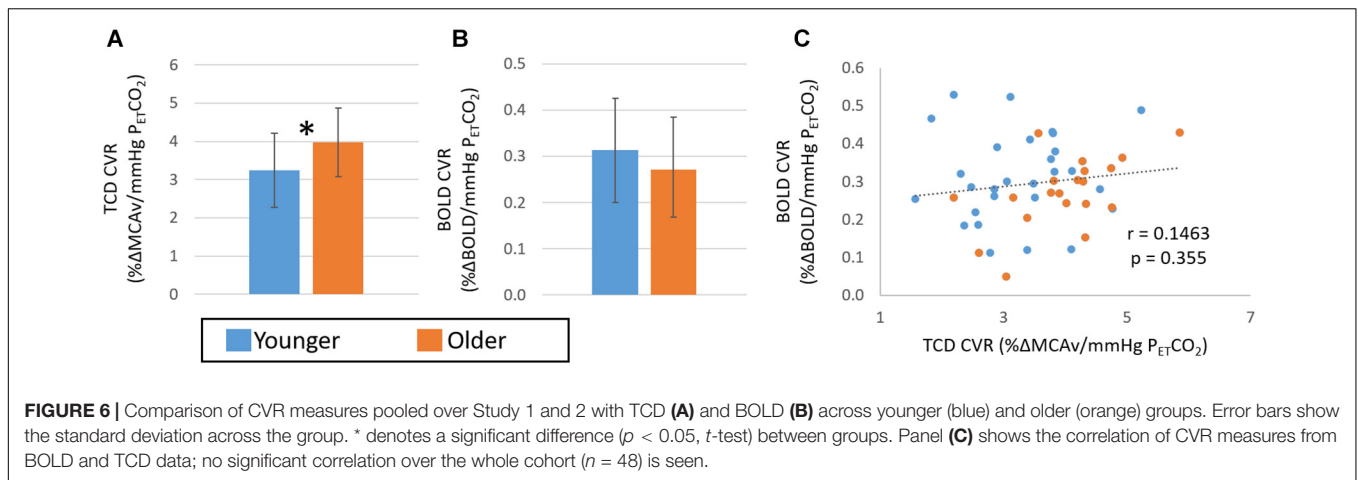 A
TCD CVR
(%ΔMCAv/mmHg PETCO2)
6
5
4
3
2
1
0
*
B
BOLD CVR
(%ΔBOLD/mmHg PETCO2)
0.5
0.4
0.3
0.2
0.1
0.0
Younger Older
C
BOLD CVR
(%ΔBOLD/mmHg PETCO2)
0.6
0.5
0.4
0.3
0.2
0.1
0.0
r = 0.1463
p = 0.355
1 3 5 7
TCD CVR (%ΔMCAv/mmHg PETCO2)
FIGURE 6 | Comparison of CVR measures pooled over Study 1 and 2 with TCD (A) and BOLD (B) across younger (blue) and older (orange) groups. Error bars show
the standard deviation across the group. * denotes a significant difference (p < 0.05, t-test) between groups. Panel (C) shows the correlation of CVR measures from
BOLD and TCD data; no significant correlation over the whole cohort (n = 48) is seen.